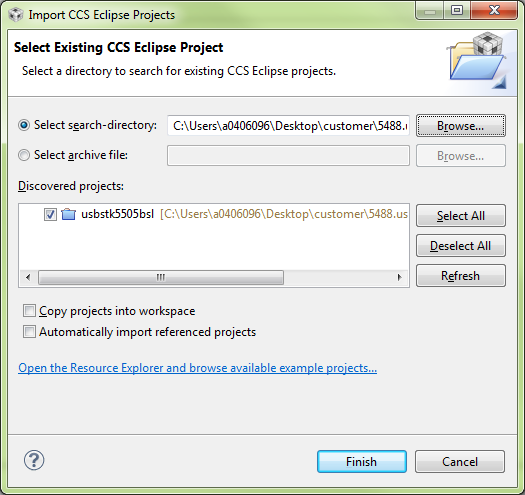 Import CCS Eclipse Projects
Select Existing CCS Eclipse Project
Select a directory to search for existing CCS Eclipse projects.
Select search-directory: C:\Users\a0406096\Desktop\customer\5488.u Browse...
Select archive file: Browse...
Discovered projects:
usbstk5505bsl [C:\Users\a0406096\Desktop\customer\5488.us
Select All
Deselect All
Refresh
Copy projects into workspace
Automatically import referenced projects
Open the Resource Explorer and browse available example projects...
? Finish Cancel